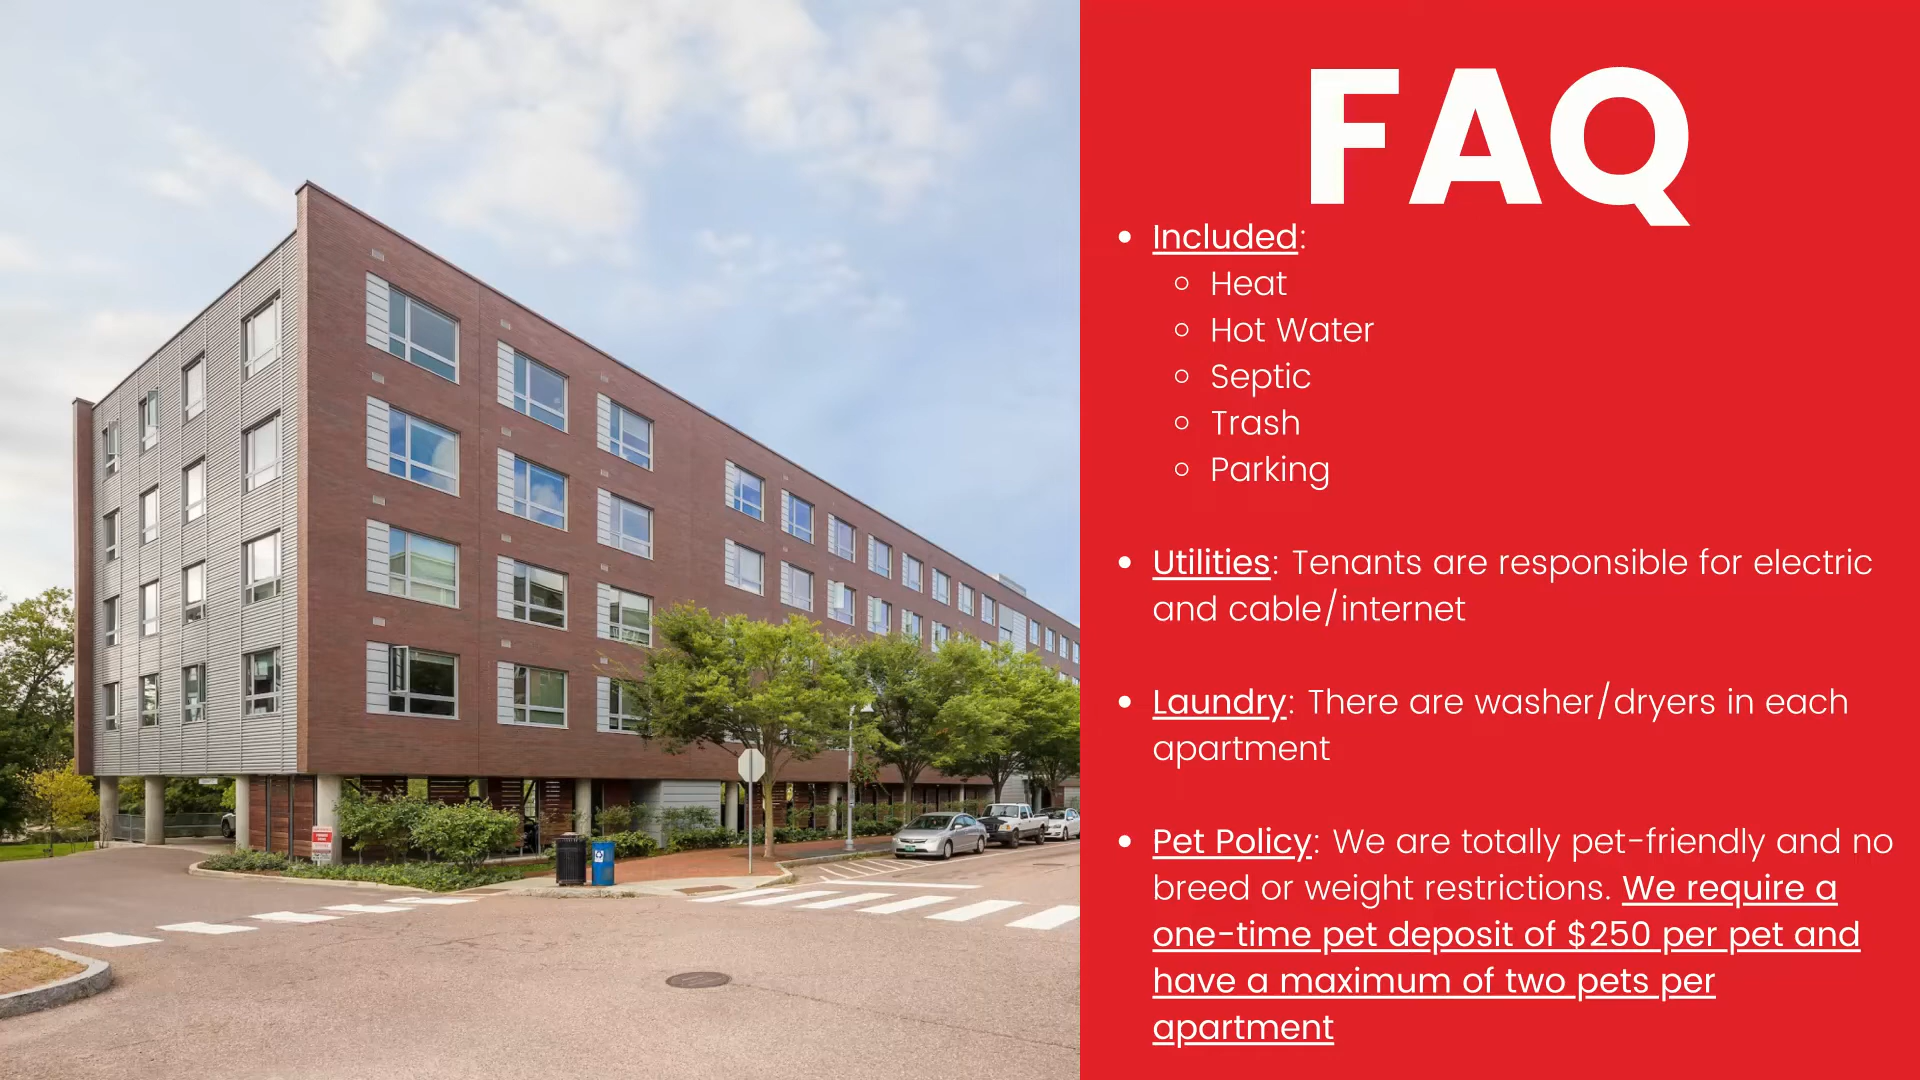 FAQ
Included:
Heat
Hot Water
Septic
Trash
Parking
Utilities: Tenants are responsible for electric
and cable/internet
Laundry: There are washer/dryers in each
apartment
Pet Policy: We are totally pet-friendly and no
breed or weight restrictions. We require a
one-time pet deposit of $250 per pet and
have a maximum of two pets per
apartment